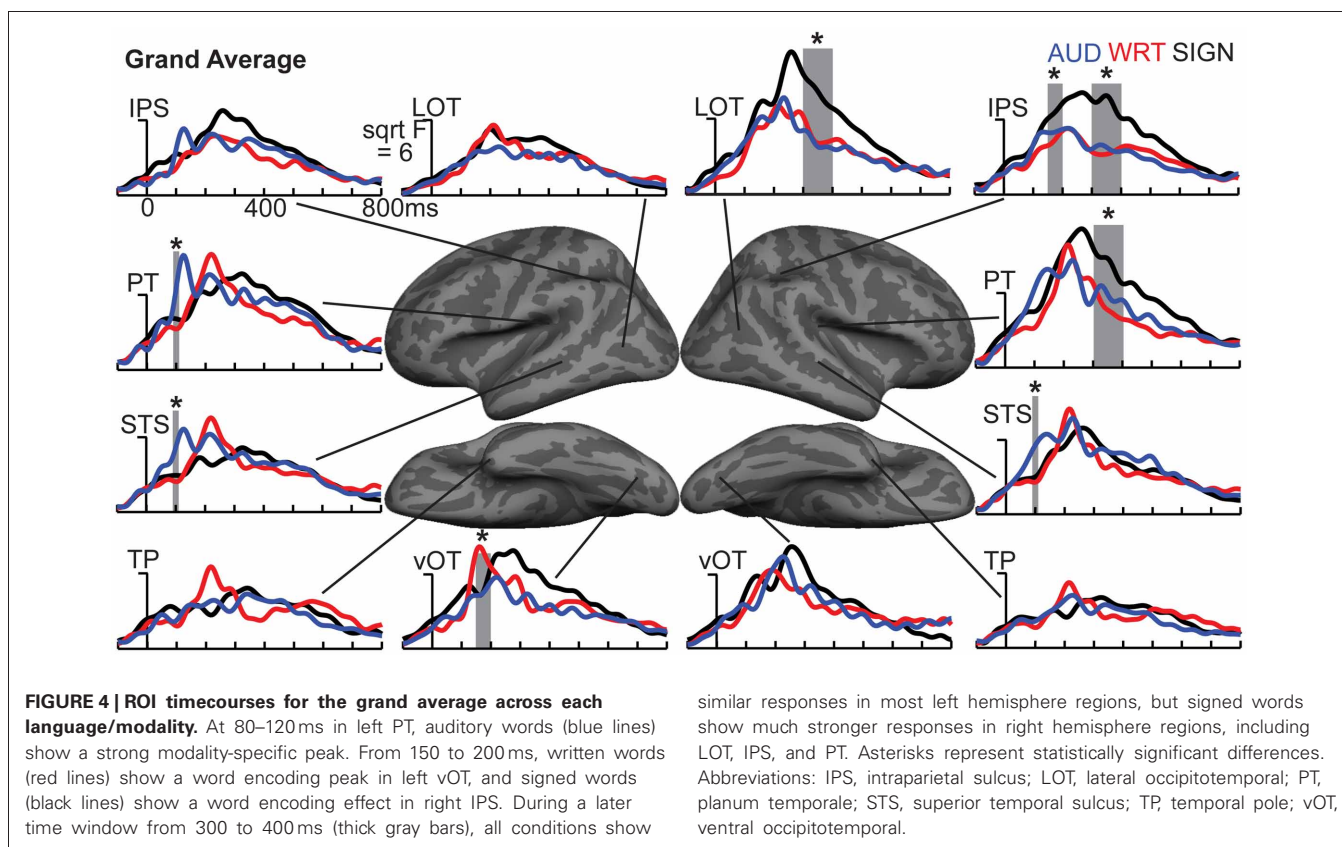 Grand Average
AUD WRT SIGN
*
* *
IPS
LOT
LOT
IPS
sqrt F
= 6
0 400 800ms
*
*
PT
PT
*
*
STS
STS
*
TP
vOT
vOT
TP
FIGURE 4 | ROI timecourses for the grand average across each
language/modality. At 80–120 ms in left PT, auditory words (blue lines)
show a strong modality-specific peak. From 150 to 200 ms, written words
(red lines) show a word encoding peak in left vOT, and signed words
(black lines) show a word encoding effect in right IPS. During a later
time window from 300 to 400 ms (thick gray bars), all conditions show
similar responses in most left hemisphere regions, but signed words
show much stronger responses in right hemisphere regions, including
LOT, IPS, and PT. Asterisks represent statistically significant differences.
Abbreviations: IPS, intraparietal sulcus; LOT, lateral occipitotemporal; PT,
planum temporale; STS, superior temporal sulcus; TP, temporal pole; vOT,
ventral occipitotemporal.